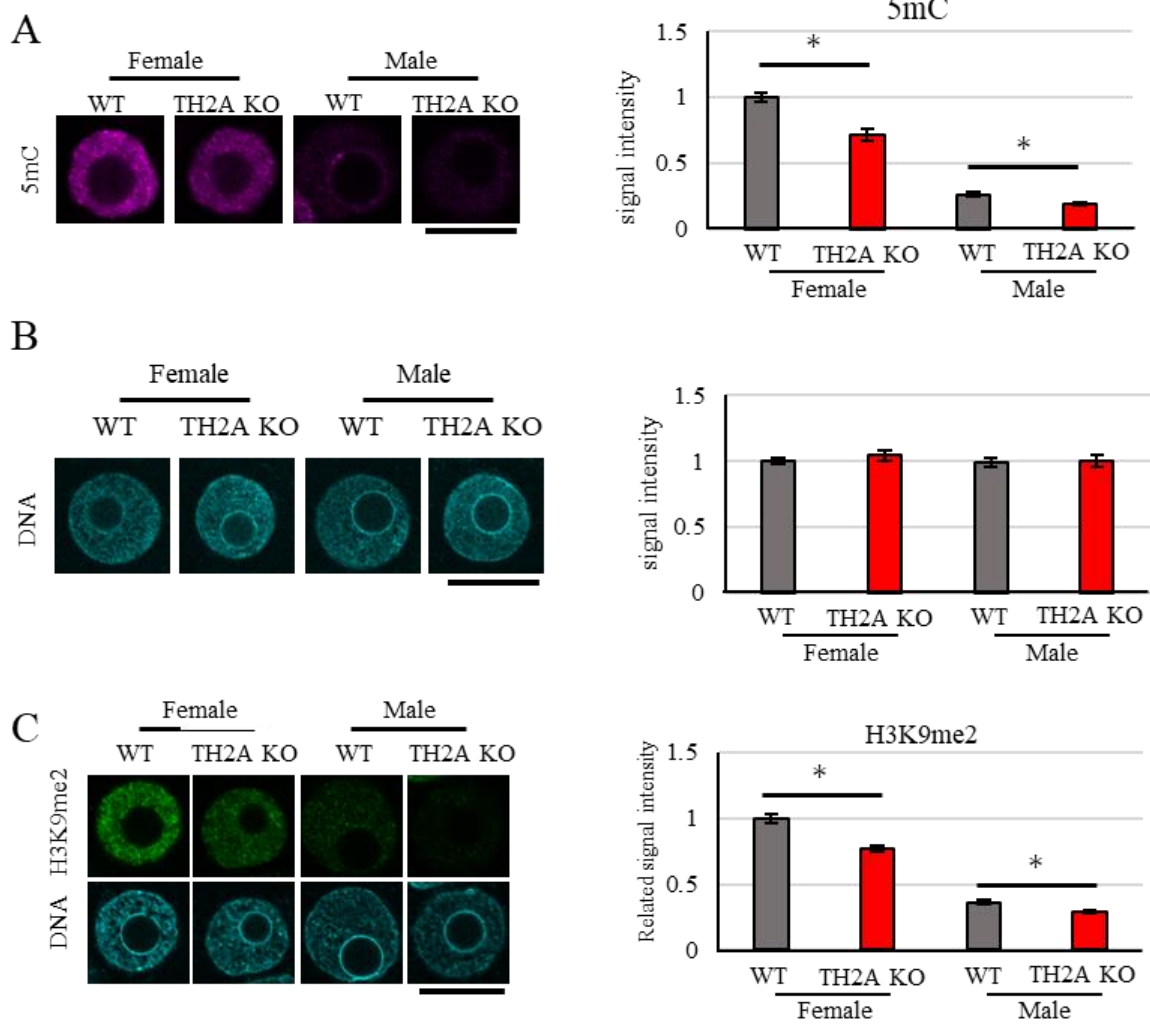 A
Female Male
WT TH2A KO WT TH2A KO
5mC
5mC
signal intensity
1.5
1
0.5
0
* *
WT TH2A KO WT TH2A KO
Female Male
B
Female Male
WT TH2A KO WT TH2A KO
DNA
signal intensity
1.5
1
0.5
0
WT TH2A KO WT TH2A KO
Female Male
C
Female Male
WT TH2A KO WT TH2A KO
H3K9me2
DNA
H3K9me2
Related signal intensity
1.5
1
0.5
0
* *
WT TH2A KO WT TH2A KO
Female Male